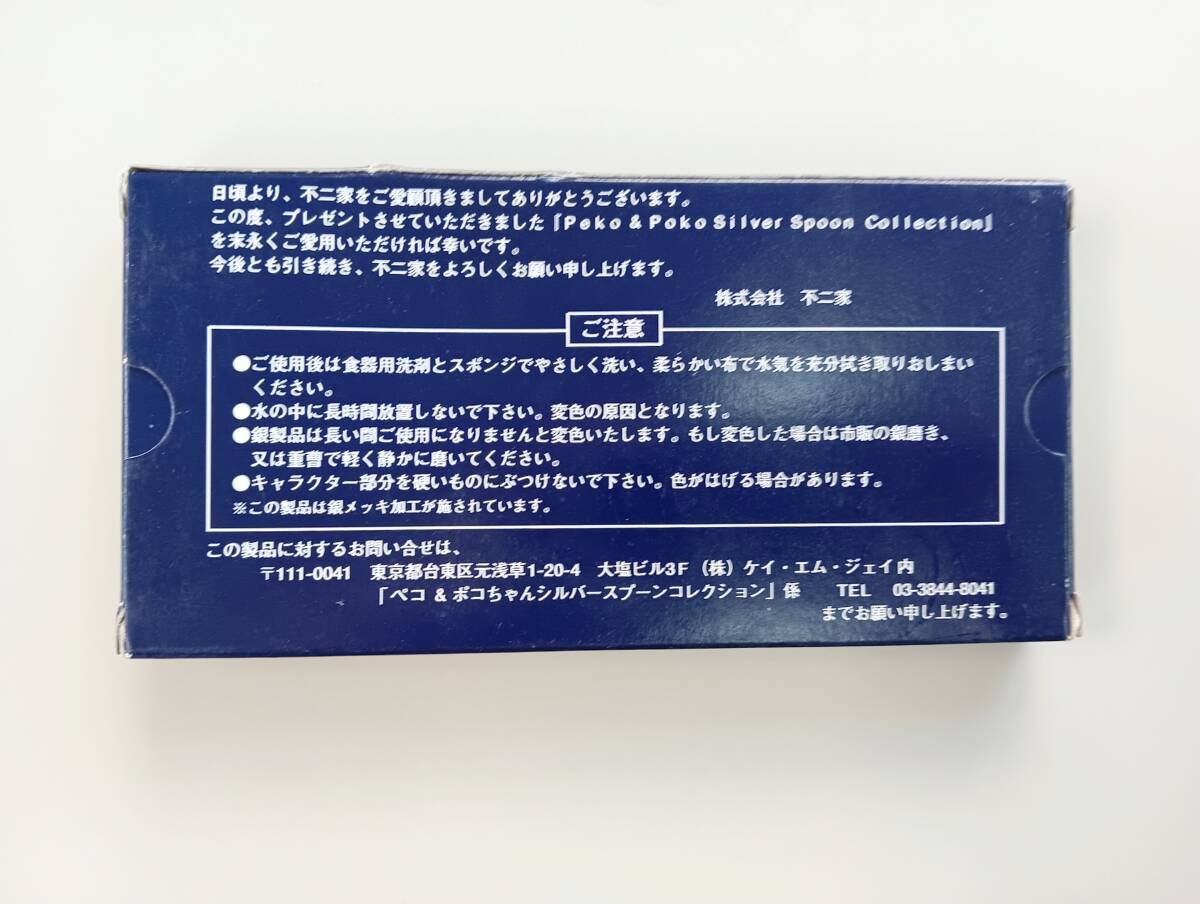 日頃より、不二家をご愛顧頂きましてありがとうございます。
この度、プレゼントさせていただきました「Peko & Poko Silver Spoon Collection」
を末永くご愛用いただければ幸いです。
今後とも引き続き、不二家をよろしくお願い申し上げます。
株式会社 不二家
ご注意
●ご使用後は食器用洗剤とスポンジでやさしく洗い、柔らかい布で水気を充分拭き取りおしまい
ください。
●水の中に長時間放置しないで下さい。変色の原因となります。
●銀製品は長い間ご使用になりませんと変色いたします。もし変色した場合は市販の銀磨き、
又は重曹で軽く静かに磨いてください。
●キャラクター部分を硬いものにぶつけないで下さい。色がはげる場合があります。
※この製品は銀メッキ加工が施されています。
この製品に対するお問い合せは、
〒111-0041 東京都台東区元浅草1-20-4 大塩ビル3F (株) ケイ・エム・ジェイ内
「ペコ & ポコちゃんシルバースプーンコレクション」係 TEL 03-3844-8041
までお願い申し上げます。